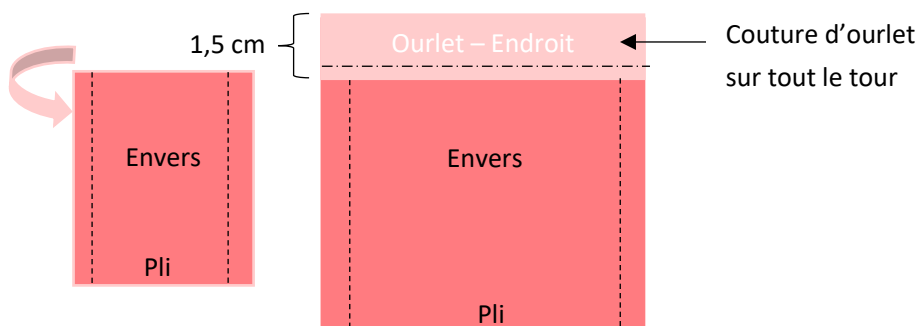 1,5 cm
Ourlet – Endroit
Couture d’ourlet
sur tout le tour
Envers
Envers
Pli
Pli